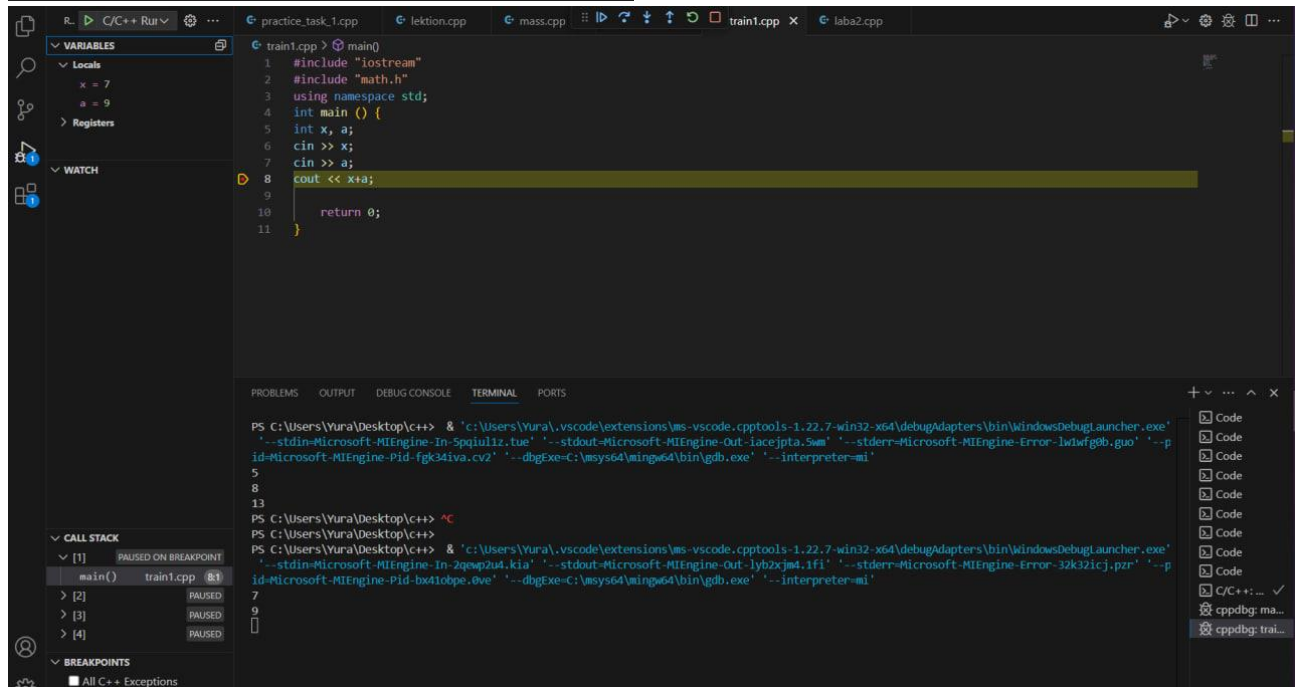 R... C/C++ Rur
practice_task_1.cpp
lektion.cpp
mass.cpp
train1.cpp
laba2.cpp
VARIABLES
Locals
x = 7
a = 9
Registers
WATCH
train1.cpp > main()
1 #include "iostream"
2 #include "math.h"
3 using namespace std;
4 int main () {
5 int x, a;
6 cin >> x;
7 cin >> a;
8 cout << x+a;
9
10 return 0;
11 }
PROBLEMS OUTPUT DEBUG CONSOLE TERMINAL PORTS
PS C:\Users\Yura\Desktop\c++> & 'c:\Users\Yura\.vscode\extensions\ms-vscode.cpptools-1.22.7-win32-x64\debugAdapters\bin\WindowsDebugLauncher.exe'
'--stdin=Microsoft-MIEngine-In-5pqiul1z.tue' '--stdout=Microsoft-MIEngine-Out-iacejpta.5wm' '--stderr=Microsoft-MIEngine-Error-lw1wfg0b.guo' '--p
id=Microsoft-MIEngine-Pid-fgk34iva.cv2' '--dbgExe=C:\msys64\mingw64\bin\gdb.exe' '--interpreter=mi'
5
8
13
PS C:\Users\Yura\Desktop\c++> ^C
PS C:\Users\Yura\Desktop\c++>
PS C:\Users\Yura\Desktop\c++> & 'c:\Users\Yura\.vscode\extensions\ms-vscode.cpptools-1.22.7-win32-x64\debugAdapters\bin\WindowsDebugLauncher.exe'
'--stdin=Microsoft-MIEngine-In-2qewp2u4.kia' '--stdout=Microsoft-MIEngine-Out-lyb2xjm4.1fi' '--stderr=Microsoft-MIEngine-Error-32k32icj.pzr' '--p
id=Microsoft-MIEngine-Pid-bx41obpe.0ve' '--dbgExe=C:\msys64\mingw64\bin\gdb.exe' '--interpreter=mi'
7
9
Code
Code
Code
Code
Code
Code
Code
Code
Code
C/C++: ...
cppdbg: ma...
cppdbg: trai...
CALL STACK
[1] PAUSED ON BREAKPOINT
main() train1.cpp 8:1
[2] PAUSED
[3] PAUSED
[4] PAUSED
BREAKPOINTS
All C++ Exceptions